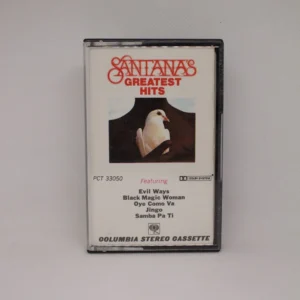 SANTANA'S
GREATEST
HITS
PCT 33050
Featuring
Evil Ways
Black Magic Woman
Oye Como Va
Jingo
Samba Pa Ti
COLUMBIA STEREO CASSETTE